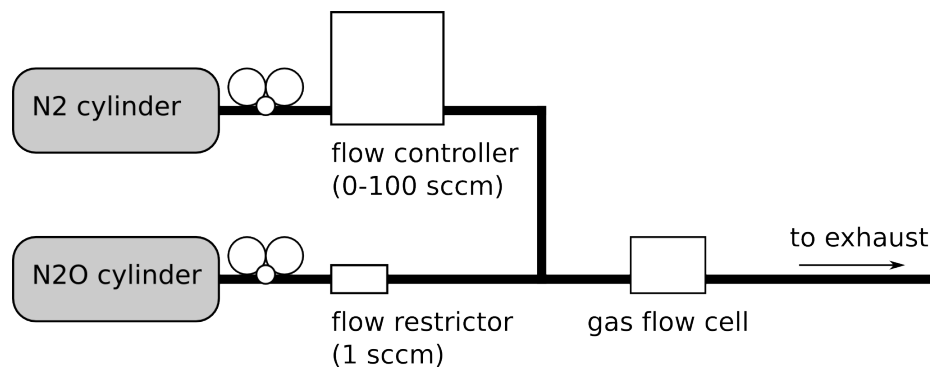 N2 cylinder
flow controller
(0-100 sccm)
N2O cylinder
to exhaust
flow restrictor
(1 sccm)
gas flow cell